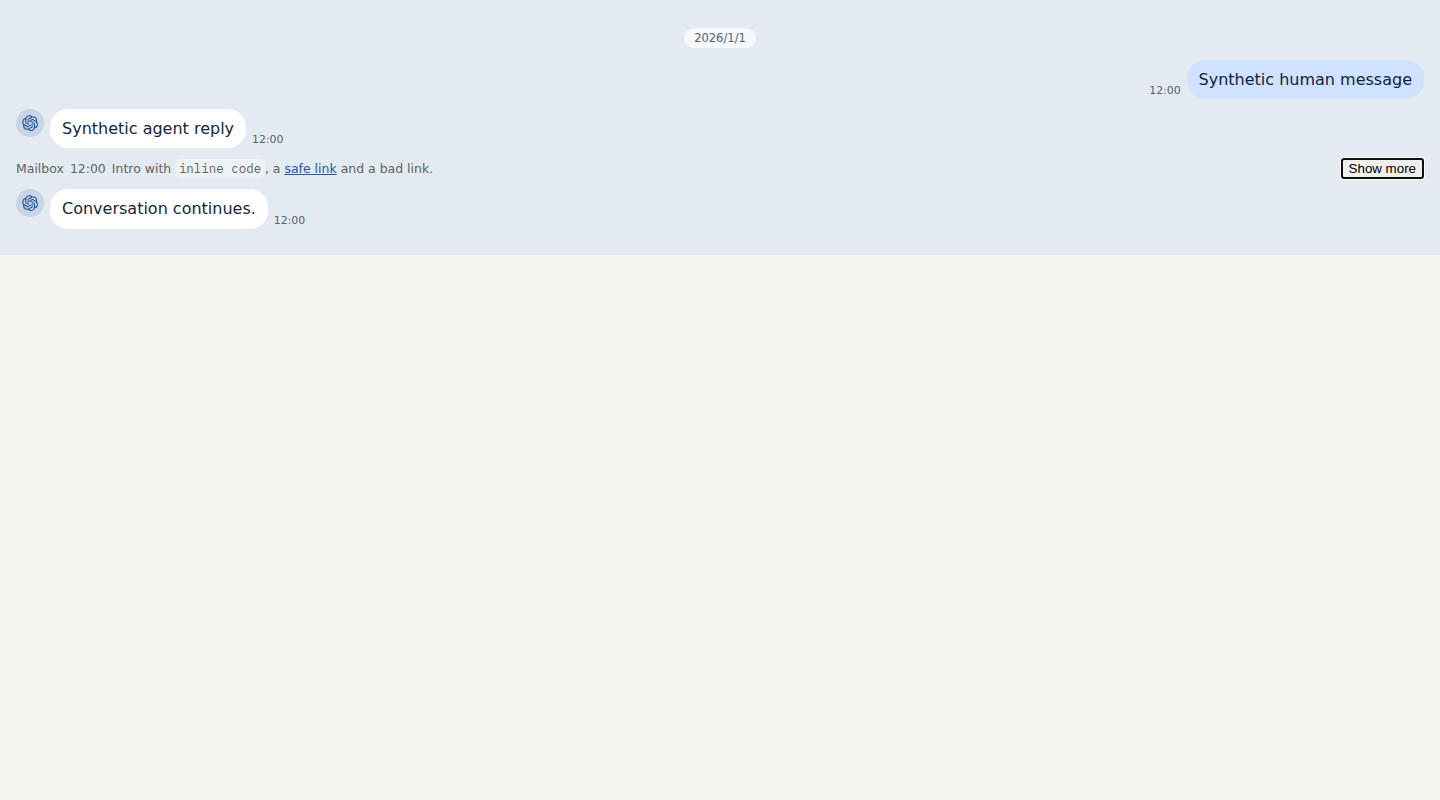 2026/1/1
12:00 Synthetic human message
Synthetic agent reply 12:00
Mailbox 12:00 Intro with inline code, a safe link and a bad link. Show more
Conversation continues. 12:00